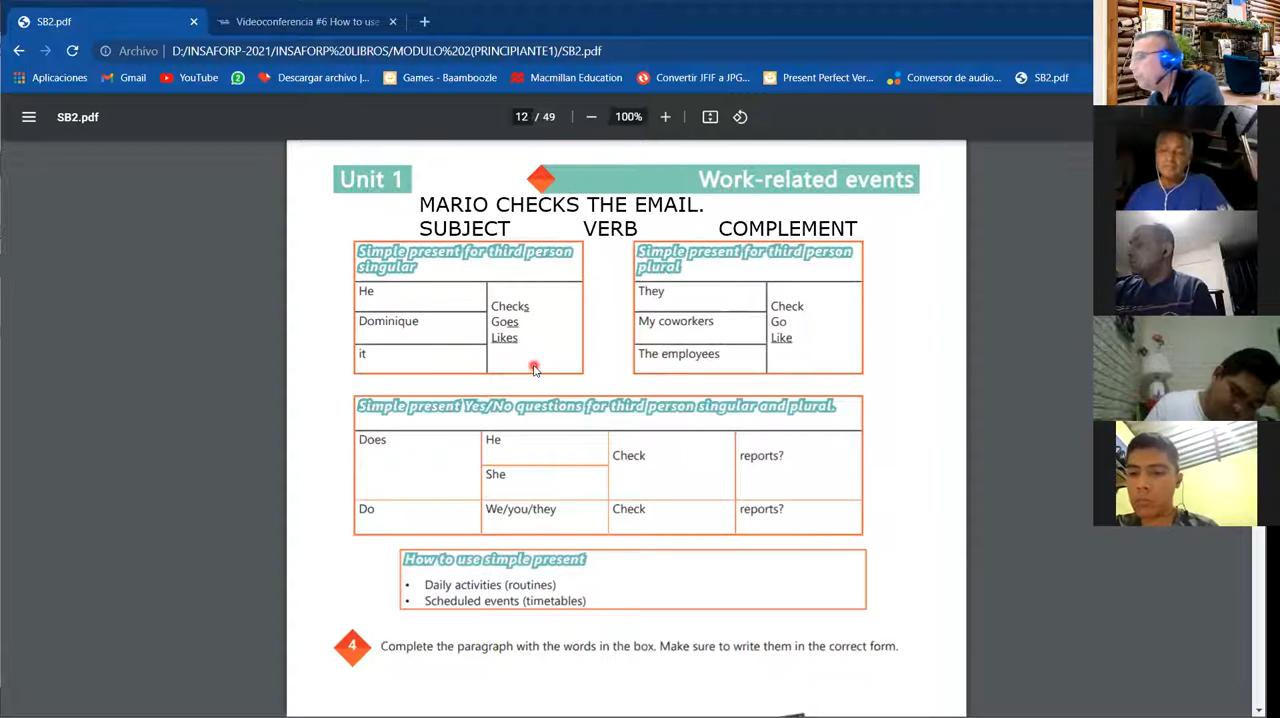 SB2.pdf
Videoconferencia #6 How to use
Archivo D:/INSAFORP-2021/INSAFORP%20LIBROS/MODULO%202(PRINCIPIANTE1)/SB2.pdf
Aplicaciones Gmail YouTube Descargar archivo |... Games - Baamboozle Macmillan Education Convertir JFIF a JPG... Present Perfect Ver... Conversor de audio... SB2.pdf
SB2.pdf 12 / 49 100%
Unit 1 Work-related events
MARIO CHECKS THE EMAIL.
SUBJECT VERB COMPLEMENT
Simple present for third person
singular
He
Dominique
it
Checks
Goes
Likes
Simple present for third person
plural
They
My coworkers
The employees
Check
Go
Like
Simple present Yes/No questions for third person singular and plural.
Does He Check reports?
She
Do We/you/they Check reports?
How to use simple present
• Daily activities (routines)
• Scheduled events (timetables)
4 Complete the paragraph with the words in the box. Make sure to write them in the correct form.